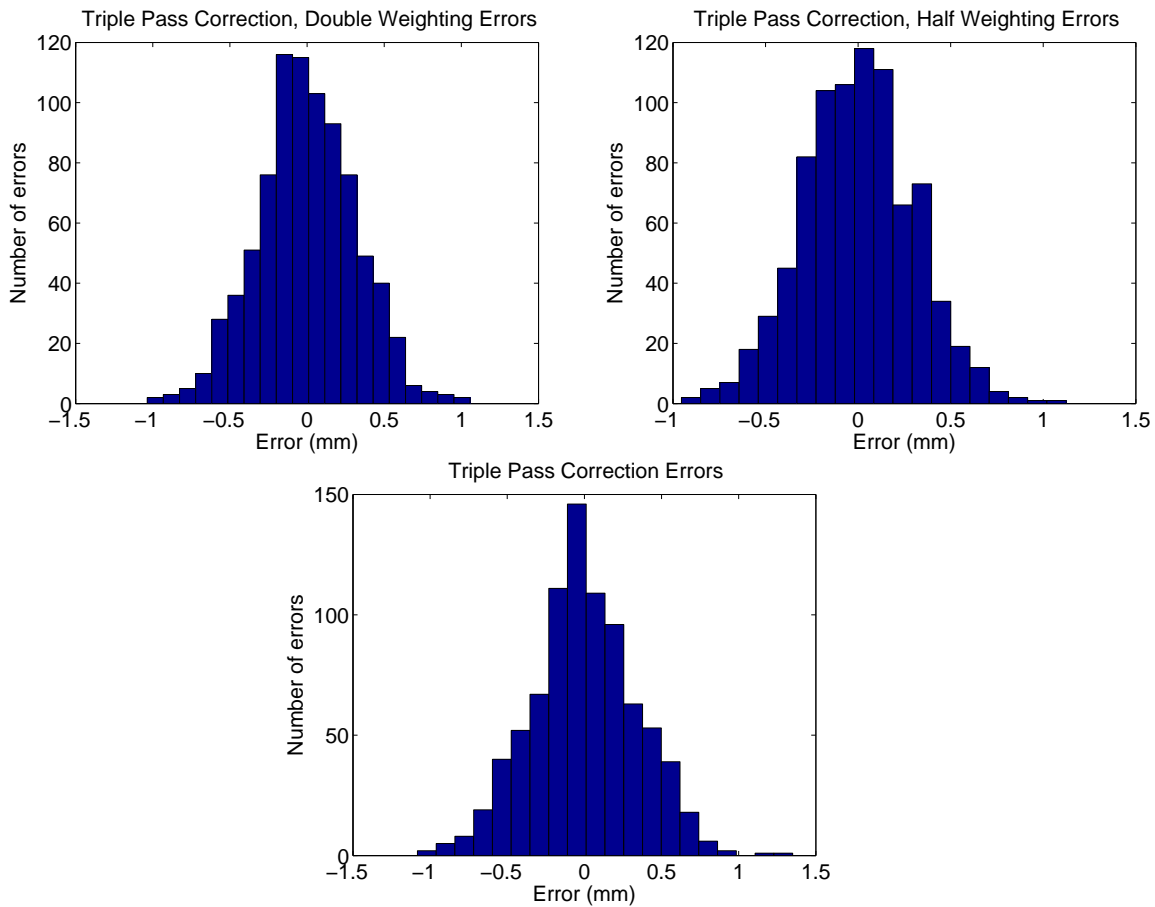 Triple Pass Correction, Double Weighting Errors
120
100
80
60
40
20
0
Number of errors
−1.5 −1 −0.5 0 0.5 1 1.5
Error (mm)
Triple Pass Correction, Half Weighting Errors
120
100
80
60
40
20
0
Number of errors
−1 −0.5 0 0.5 1 1.5
Error (mm)
Triple Pass Correction Errors
150
100
50
0
Number of errors
−1.5 −1 −0.5 0 0.5 1 1.5
Error (mm)